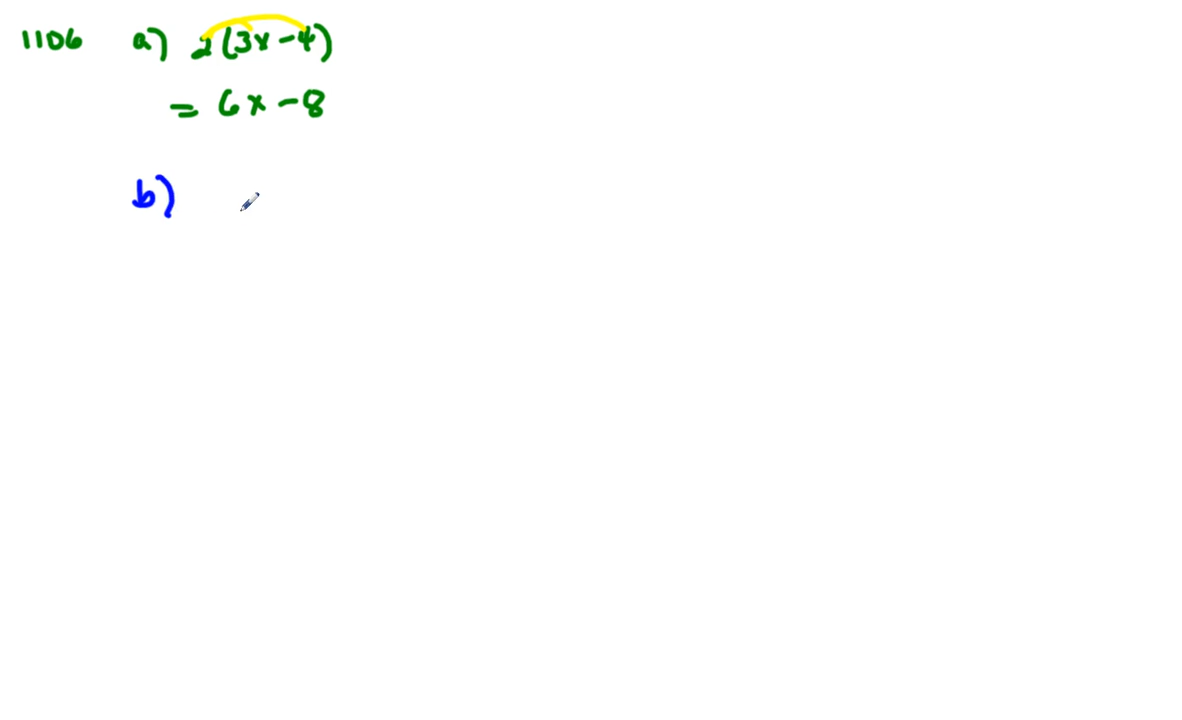 1106 a) 2(3x-4)
= 6x-8
b)